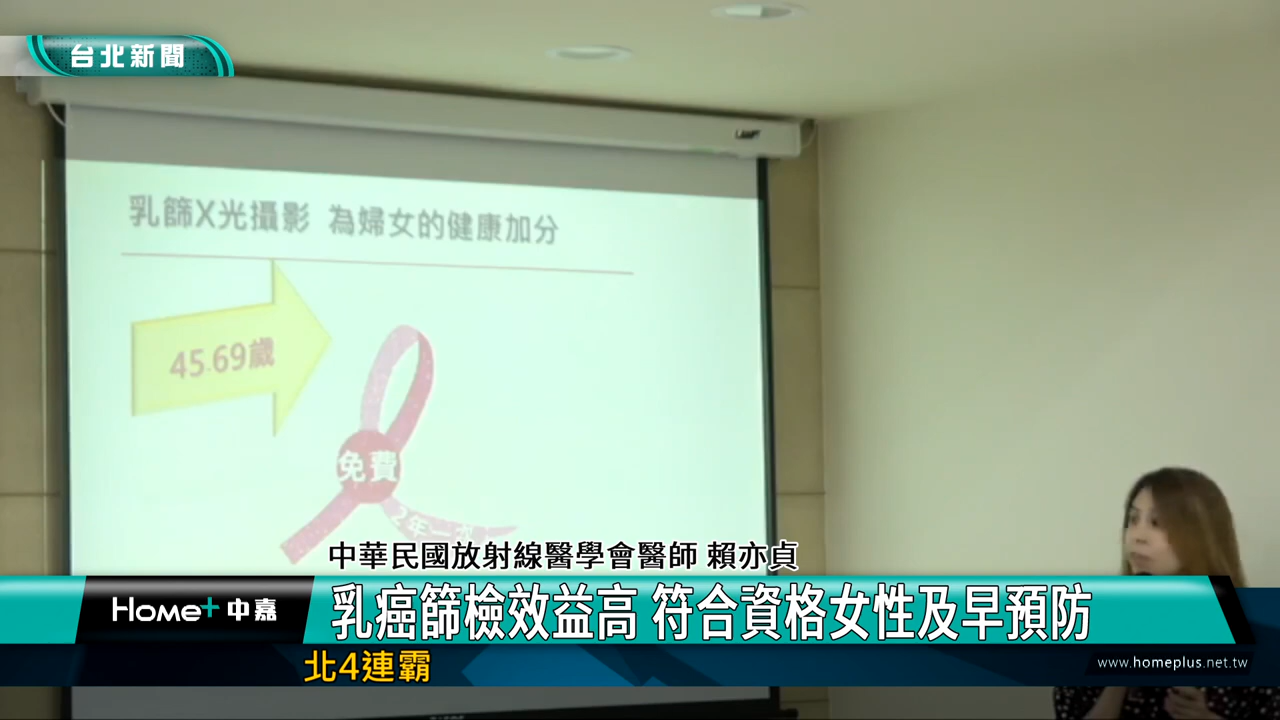 台北新聞
乳篩X光攝影 為婦女的健康加分
45-69歲
免費
2年一
中華民國放射線醫學會醫師 賴亦貞
Home+中嘉
乳癌篩檢效益高 符合資格女性及早預防
北4連霸
www.homeplus.net.tw